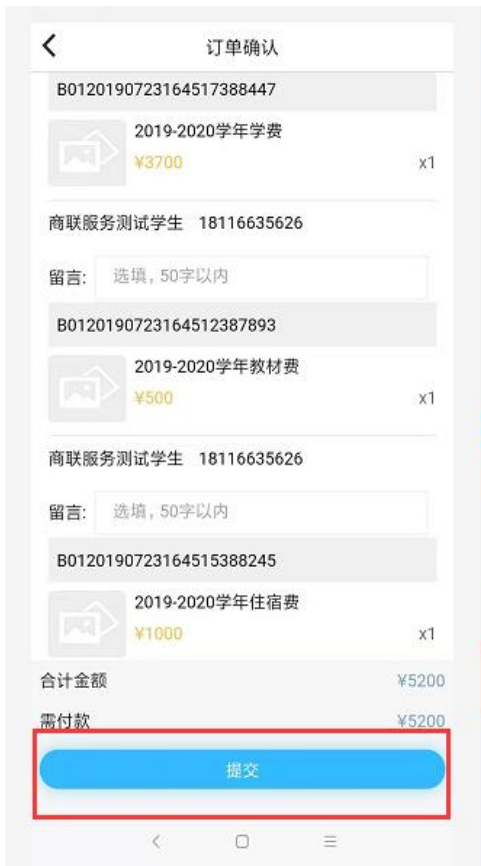 订单确认
B0120190723164517388447
2019-2020学年学费
¥3700 x1
商联服务测试学生 18116635626
留言: 选填，50字以内
B0120190723164512387893
2019-2020学年教材费
¥500 x1
商联服务测试学生 18116635626
留言: 选填，50字以内
B0120190723164515388245
2019-2020学年住宿费
¥1000 x1
合计金额 ¥5200
需付款 ¥5200
提交